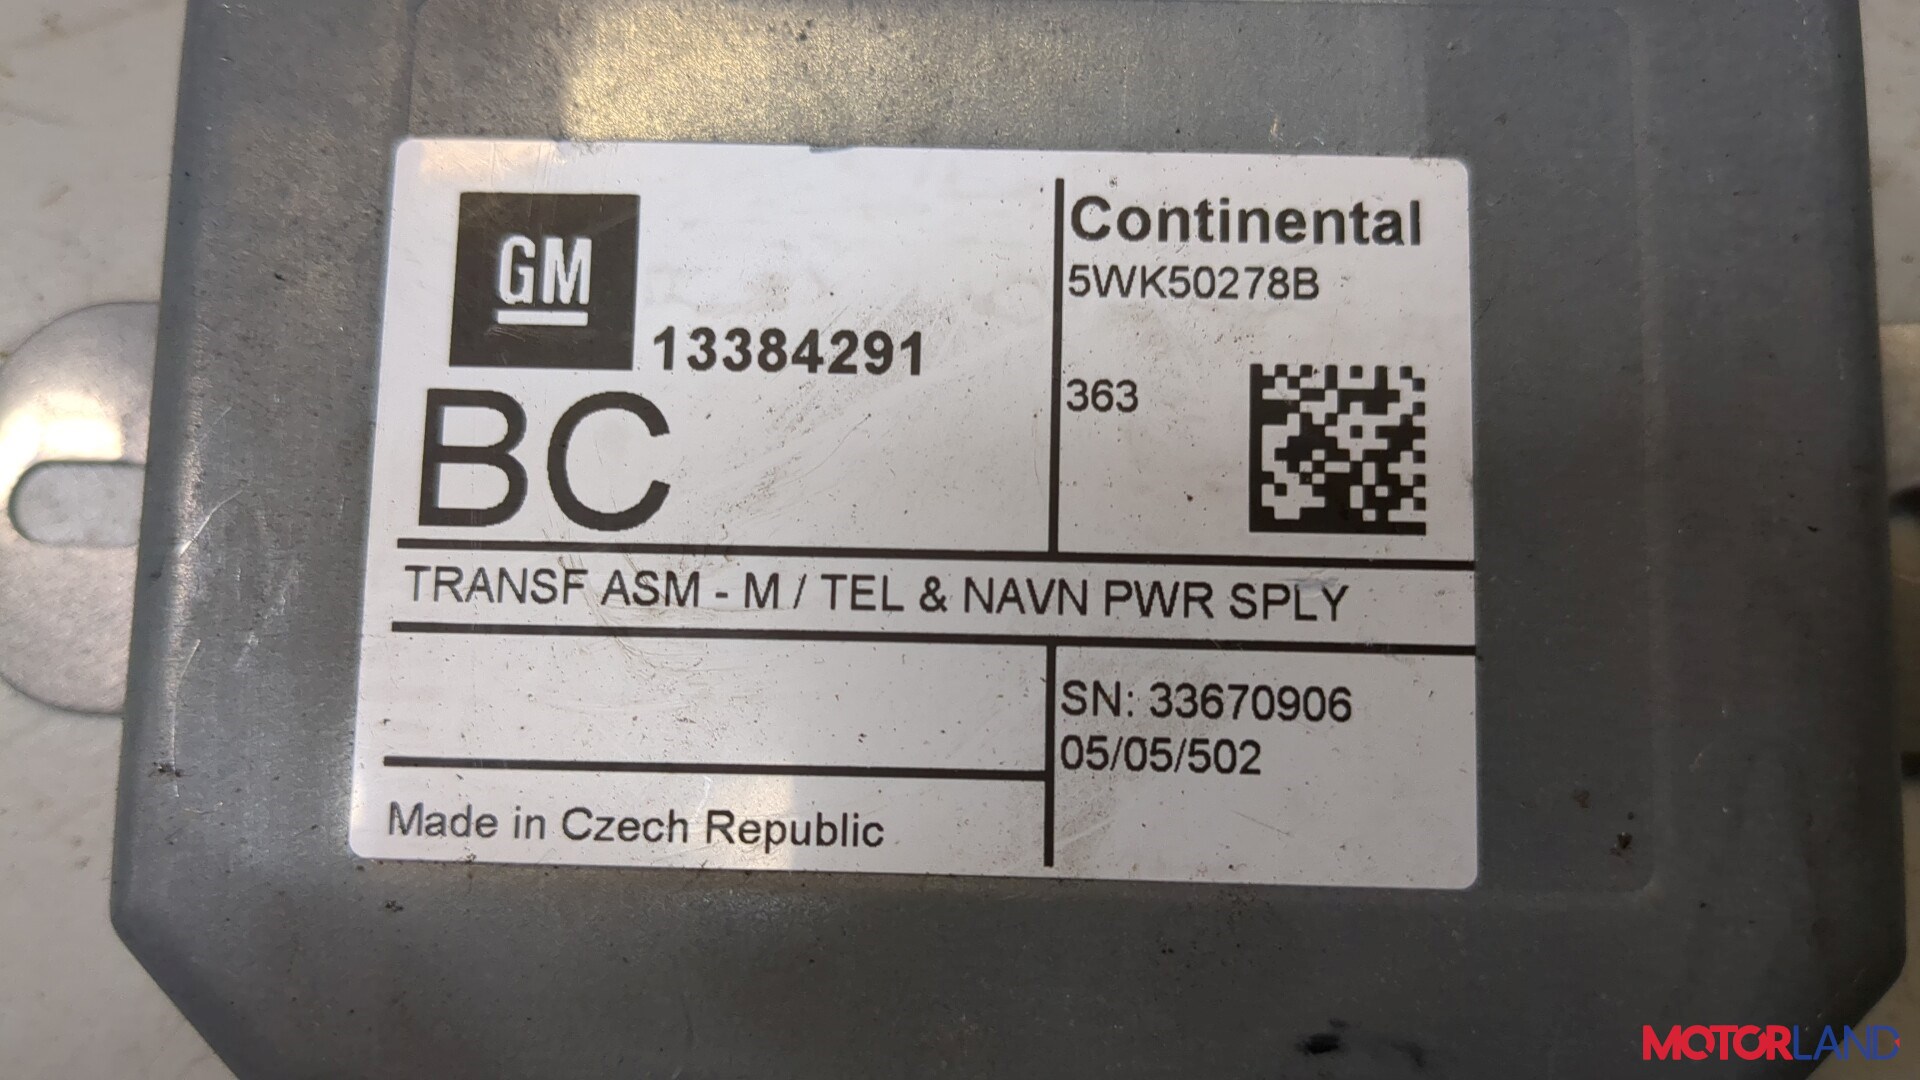 GM
13384291
BC
Continental
5WK50278B
363
TRANSF ASM - M / TEL & NAVN PWR SPLY
SN: 33670906
05/05/502
Made in Czech Republic
MOTORLAND